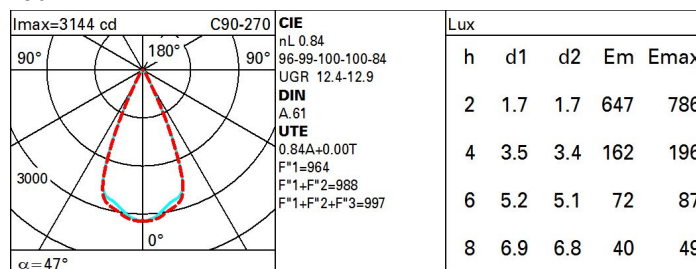 Imax=3144 cd C90-270
90° 180° 90°
3000
0°
α=47°
CIE
nL 0.84
96-99-100-100-84
UGR 12.4-12.9
DIN
A.61
UTE
0.84A+0.00T
F"1=964
F"1+F"2=988
F"1+F"2+F"3=997
Lux
h d1 d2 Em Emax
2 1.7 1.7 647 786
4 3.5 3.4 162 196
6 5.2 5.1 72 87
8 6.9 6.8 40 49